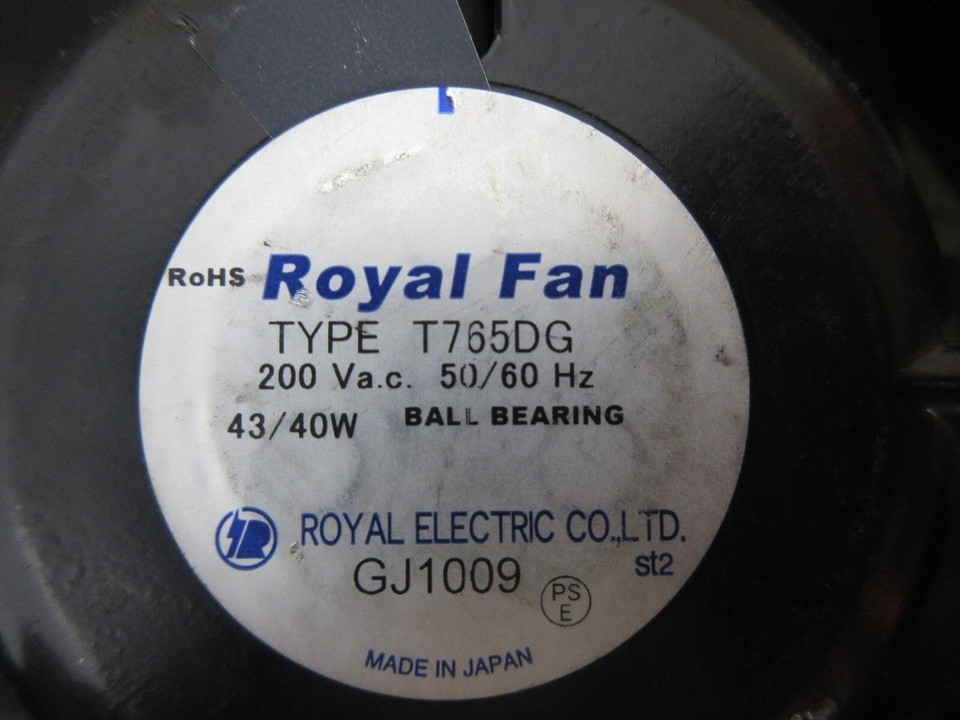 RoHS Royal Fan
TYPE T765DG
200 Va.c. 50/60 Hz
43/40W BALL BEARING
ROYAL ELECTRIC CO.,LTD.
st2
GJ1009
PS
E
MADE IN JAPAN